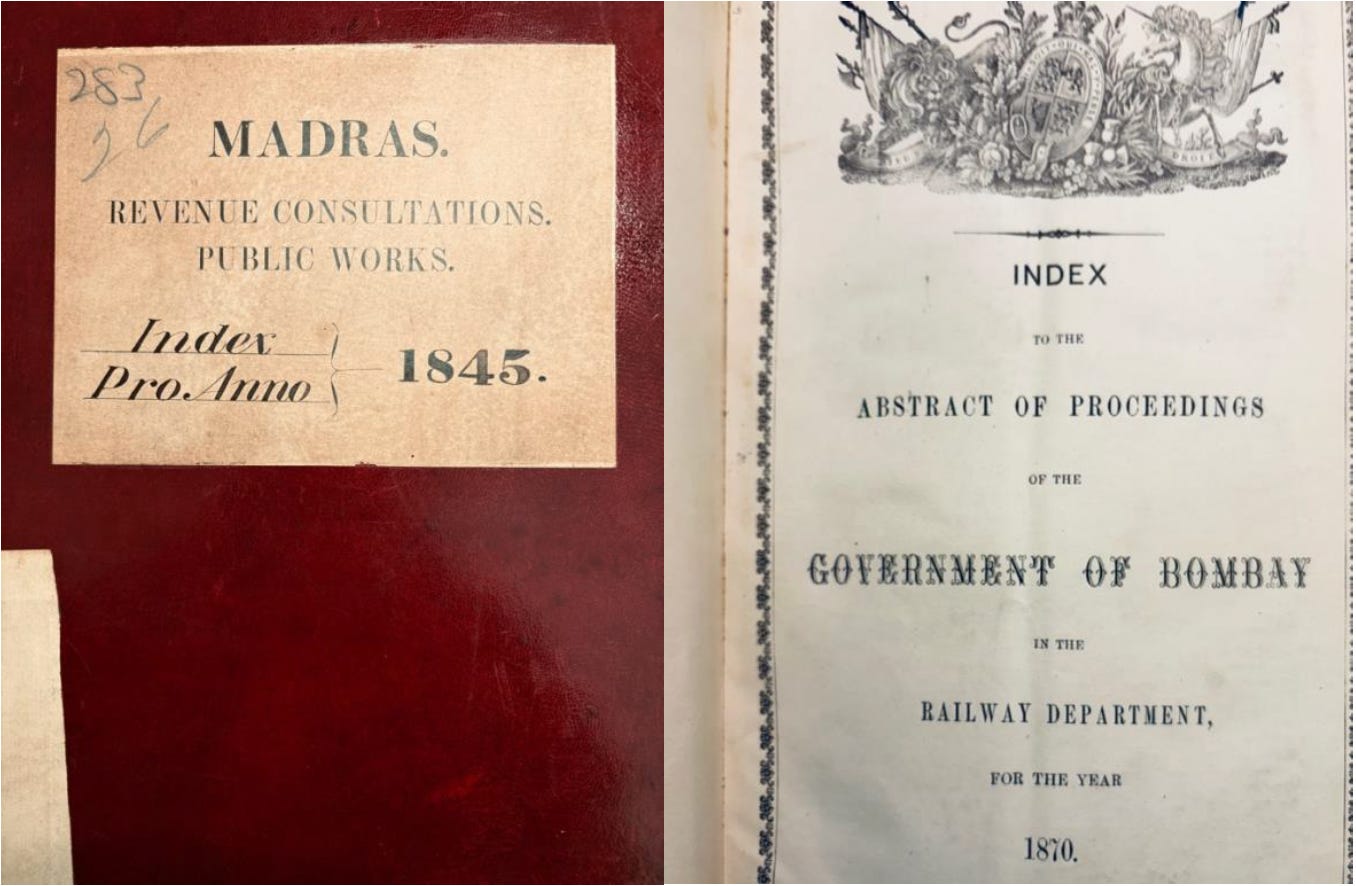 283
26
MADRAS.
REVENUE CONSULTATIONS.
PUBLIC WORKS.
Index
Pro. Anno
1845.
INDEX
TO THE
ABSTRACT OF PROCEEDINGS
OF THE
GOVERNMENT OF BOMBAY
IN THE
RAILWAY DEPARTMENT,
FOR THE YEAR
1870.